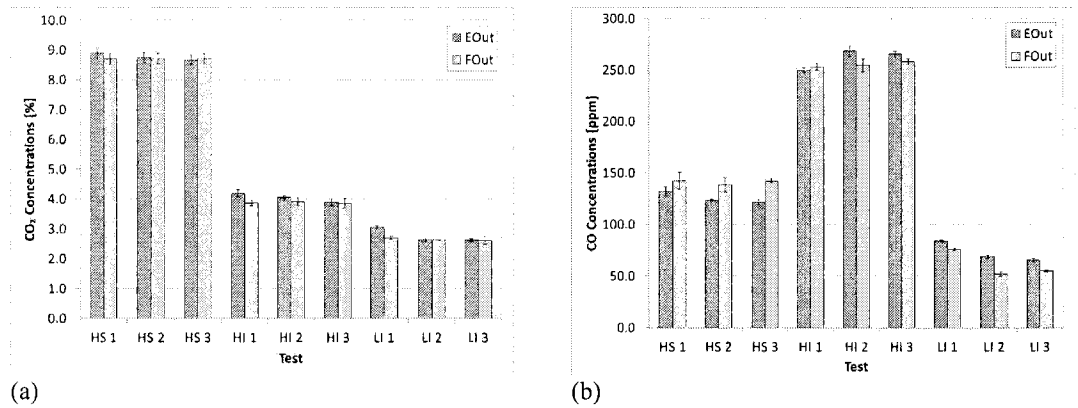 10.0
9.0
8.0
7.0
6.0
5.0
4.0
3.0
2.0
1.0
0.0
CO₂ Concentrations [%]
EOut
FOut
HS 1 HS 2 HS 3 HI 1 HI 2 HI 3 LI 1 LI 2 LI 3
Test
(a)
300.0
250.0
200.0
150.0
100.0
50.0
0.0
CO Concentrations [ppm]
EOut
FOut
HS 1 HS 2 HS 3 HI 1 HI 2 HI 3 LI 1 LI 2 LI 3
Test
(b)